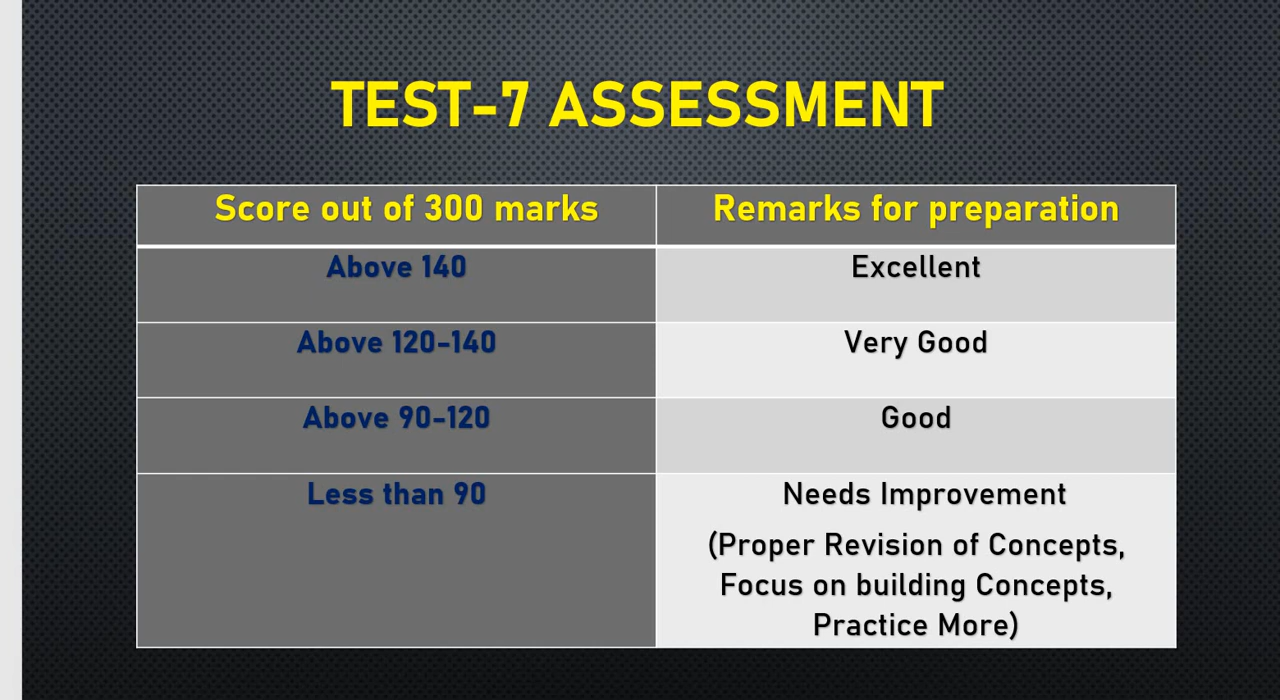 TEST-7 ASSESSMENT
Score out of 300 marks
Remarks for preparation
Above 140
Excellent
Above 120-140
Very Good
Above 90-120
Good
Less than 90
Needs Improvement
(Proper Revision of Concepts,
Focus on building Concepts,
Practice More)